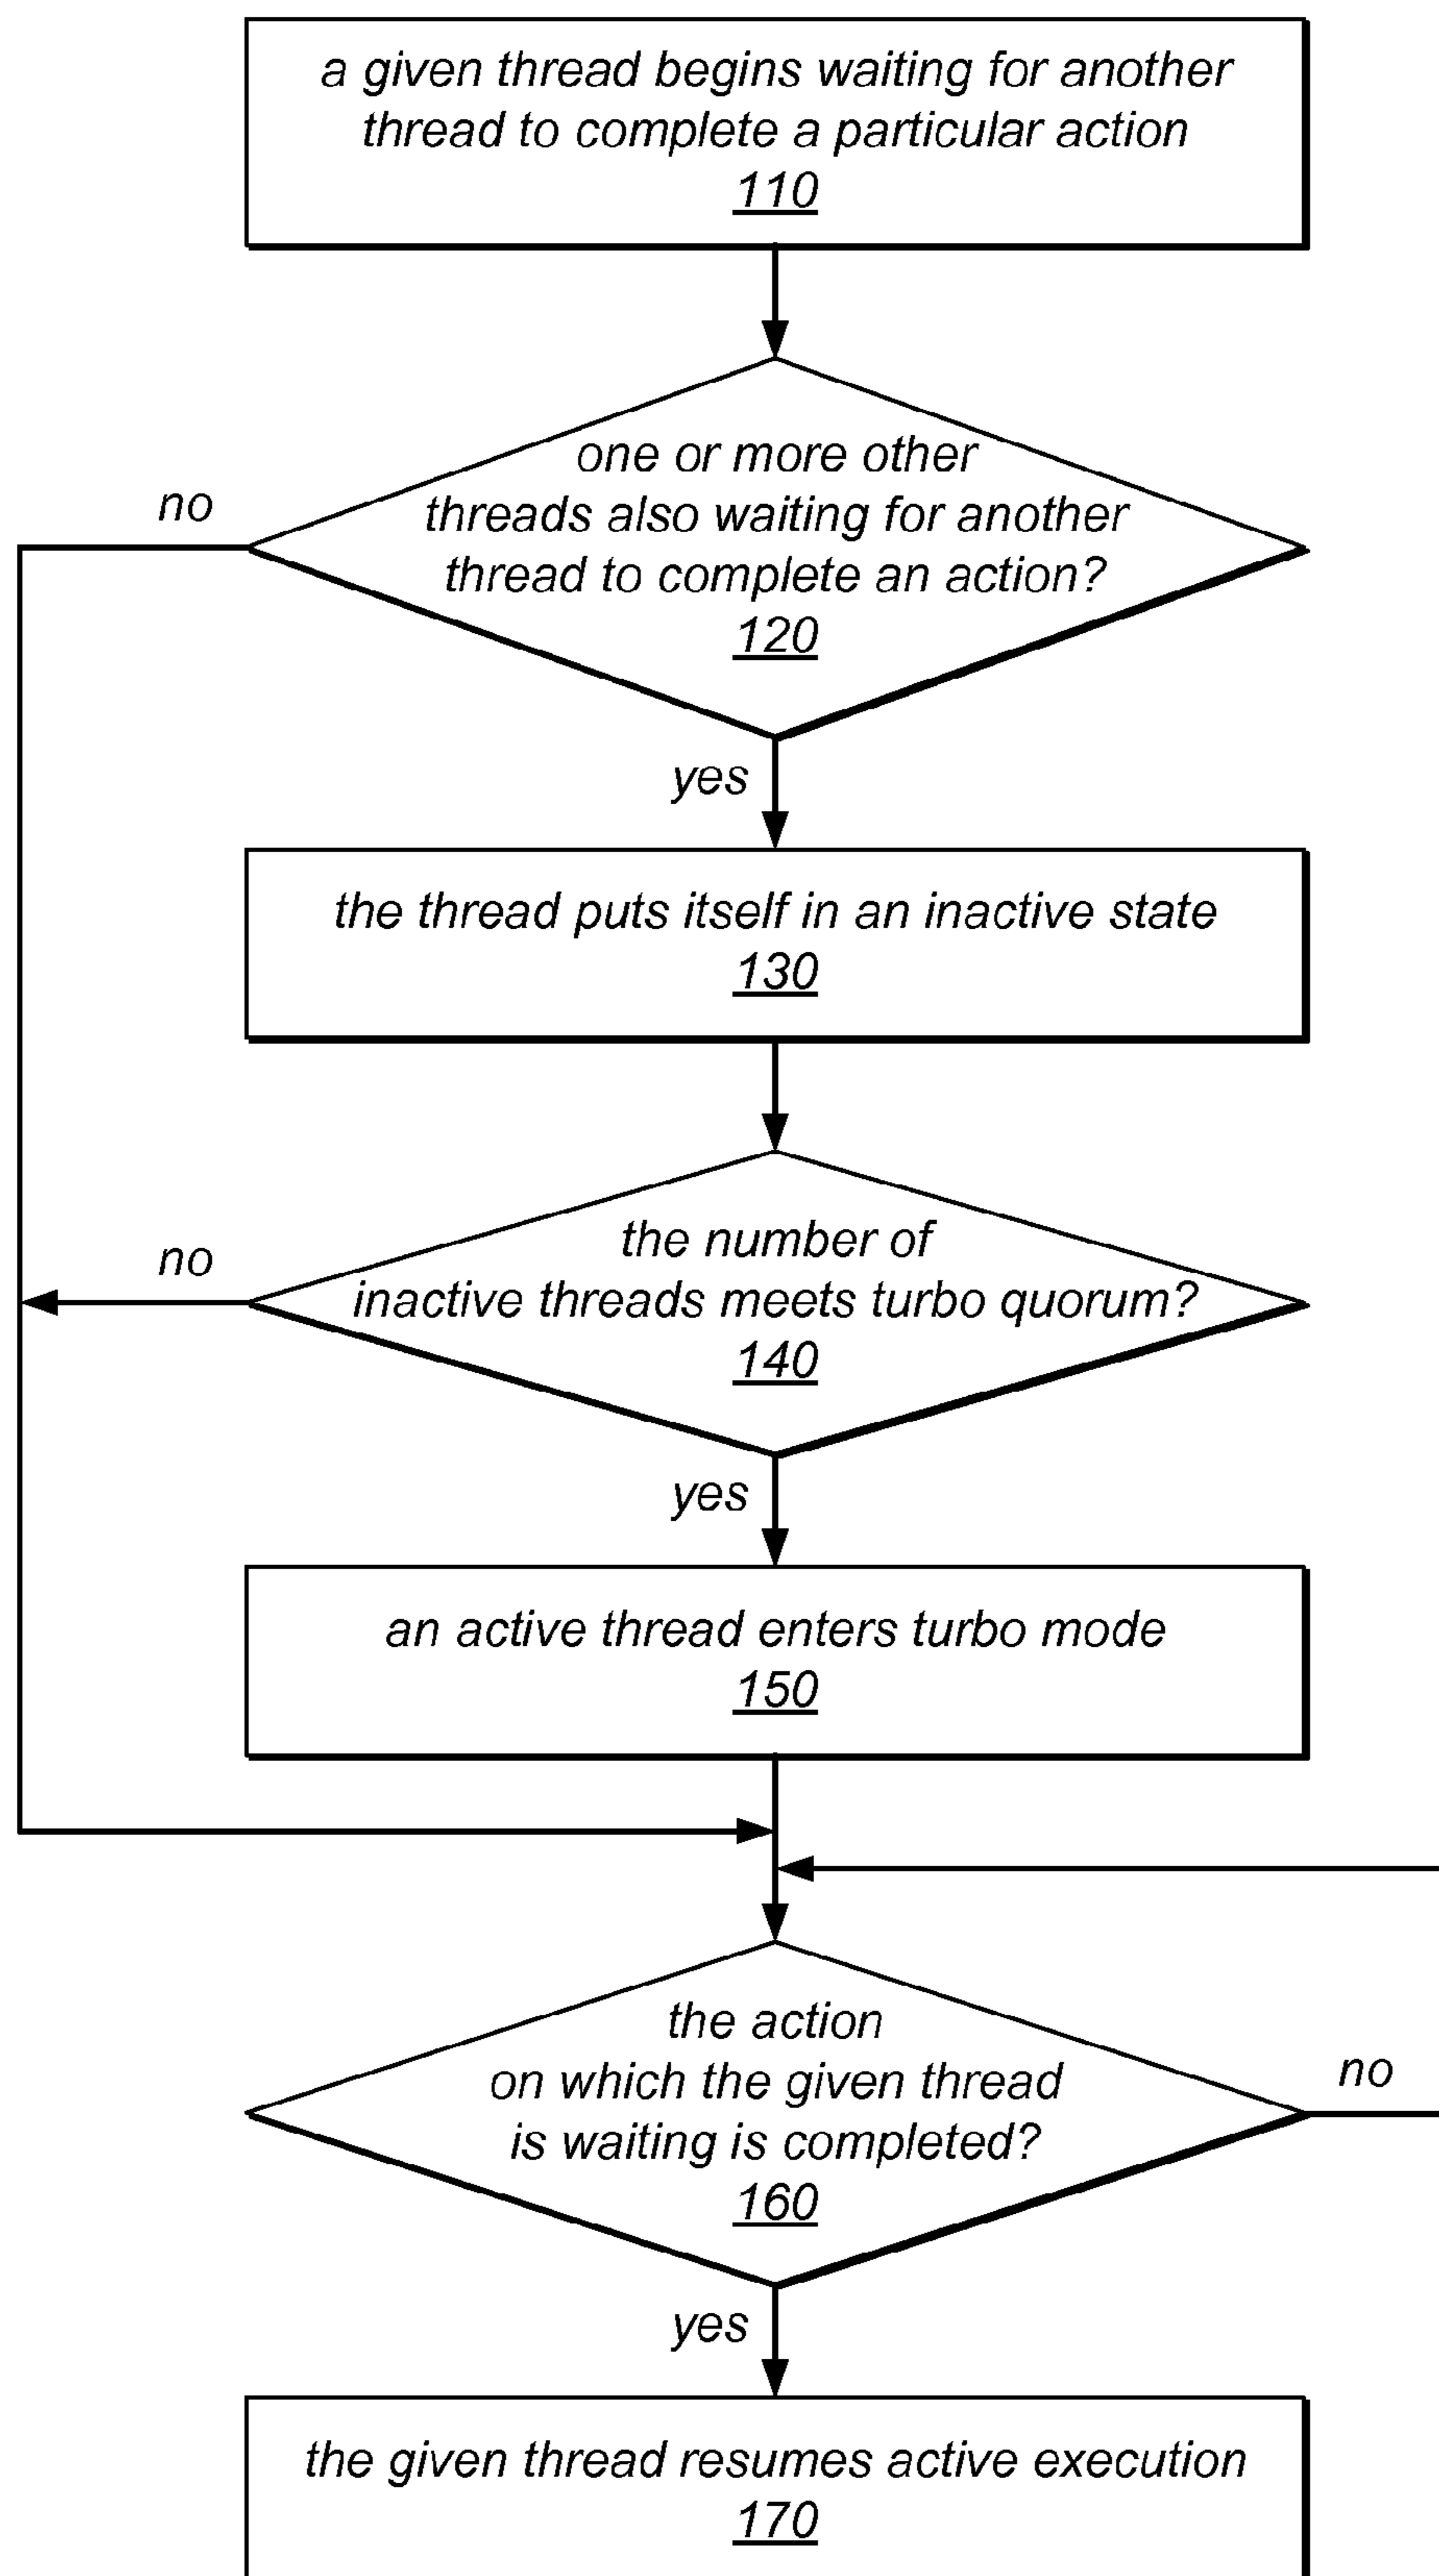 a given thread begins waiting for another
thread to complete a particular action
110
one or more other
threads also waiting for another
thread to complete an action?
120
no
yes
the thread puts itself in an inactive state
130
the number of
inactive threads meets turbo quorum?
140
no
yes
an active thread enters turbo mode
150
the action
on which the given thread
is waiting is completed?
160
no
yes
the given thread resumes active execution
170